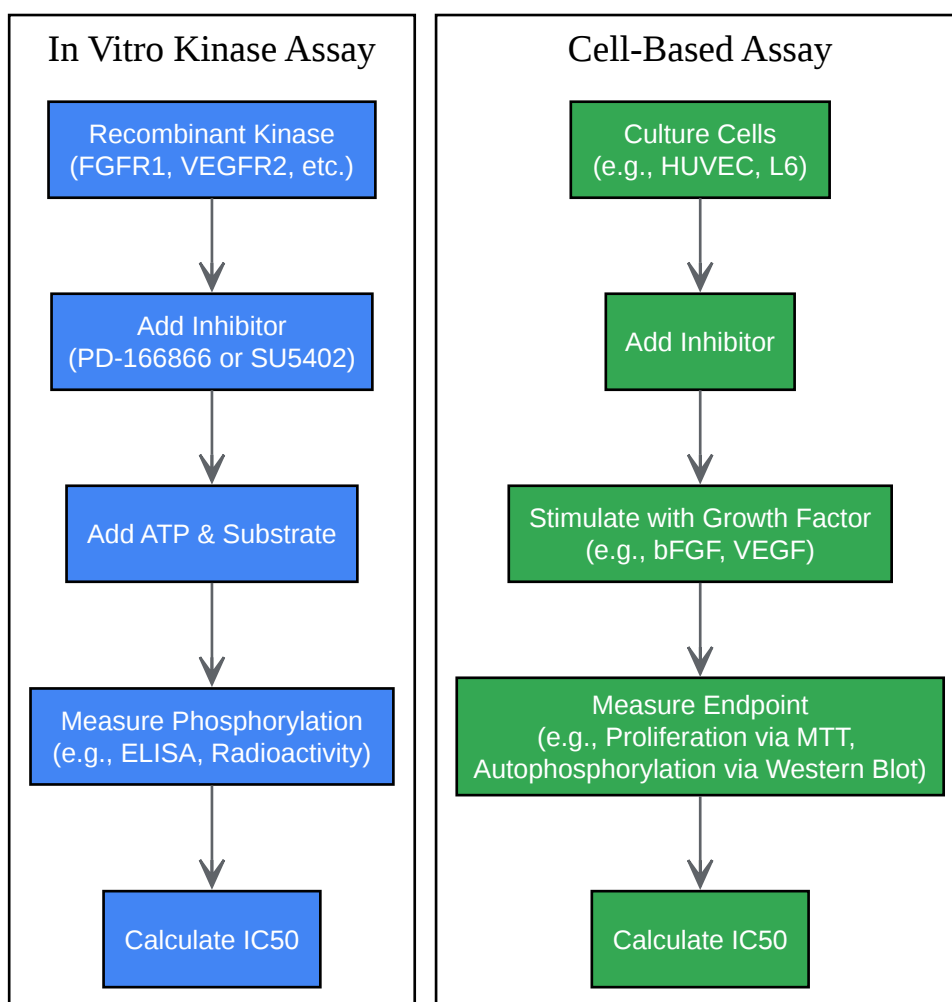 In Vitro Kinase Assay
Recombinant Kinase
(FGFR1, VEGFR2, etc.)
Add Inhibitor
(PD-166866 or SU5402)
Add ATP & Substrate
Measure Phosphorylation
(e.g., ELISA, Radioactivity)
Calculate IC50
Cell-Based Assay
Culture Cells
(e.g., HUVEC, L6)
Add Inhibitor
Stimulate with Growth Factor
(e.g., bFGF, VEGF)
Measure Endpoint
(e.g., Proliferation via MTT,
Autophosphorylation via Western Blot)
Calculate IC50